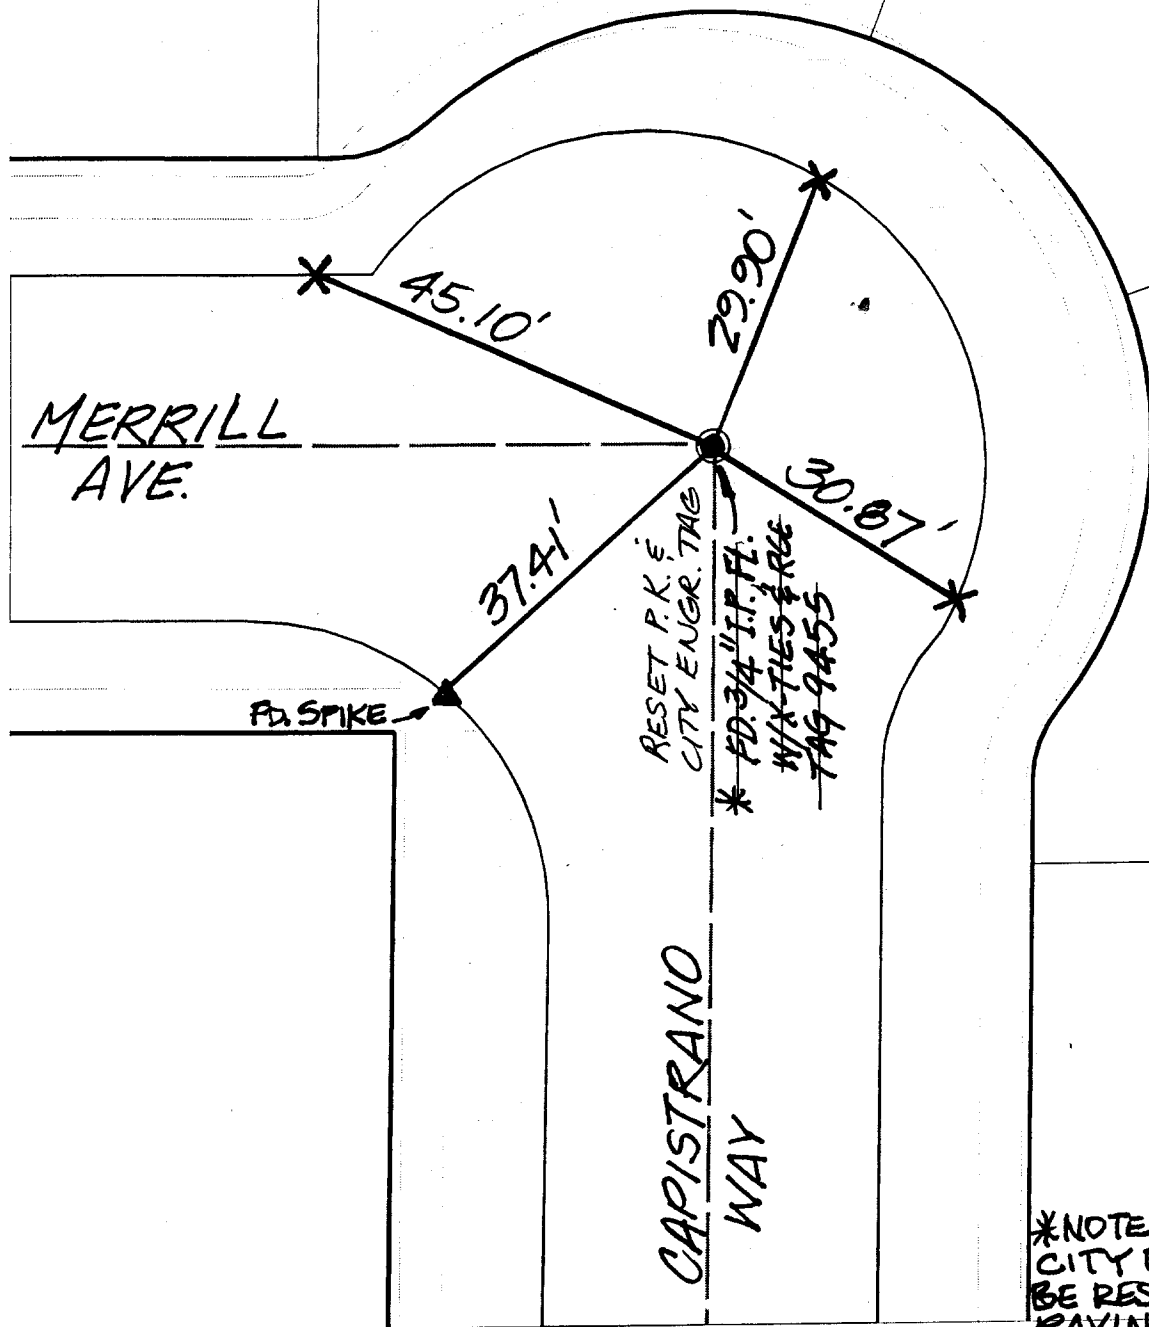 45.10'
29.90'
MERRILL
AVE.
30.87'
37.41'
RESET P.K. &
CITY ENGR. TAG
* FD. 3/4" I.P. FL.
W/X-TIES & RCE
TAG 9455
FD. SPIKE
CAPISTRANO
WAY
*NOTE
CITY
BE RES
PAVIN